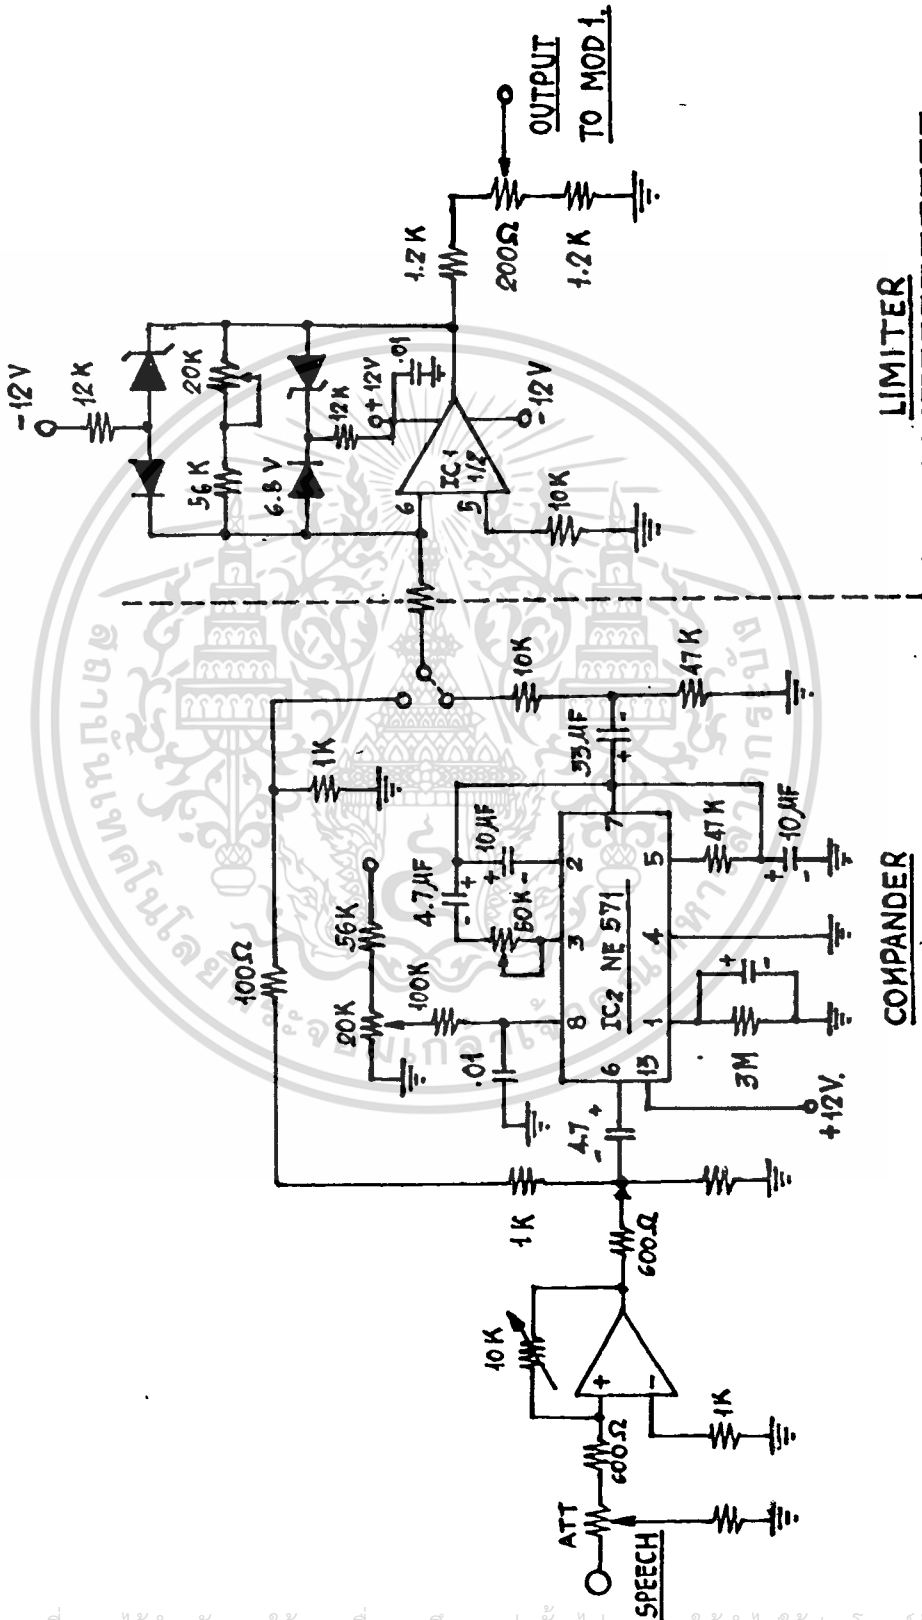 SPEECH
ATT
600Ω
10K
+
-
1K
600Ω
1K
100Ω
1K
4.7
-
+
.01
100K
20K
56K
4.7µF
-
+
10µF
+
-
50K
6
8
3
2
13
1
4
5
7
IC2 NE 571
+12V.
3M
+
-
47K
10µF
+
-
33µF
+
-
10K
47K
COMPANDER
-12V
12K
56K
20K
6.8V
12K
+12V
.01
6
5
IC1
1/2
-12V
10K
1.2K
200Ω
1.2K
OUTPUT
TO MOD1.
LIMITER